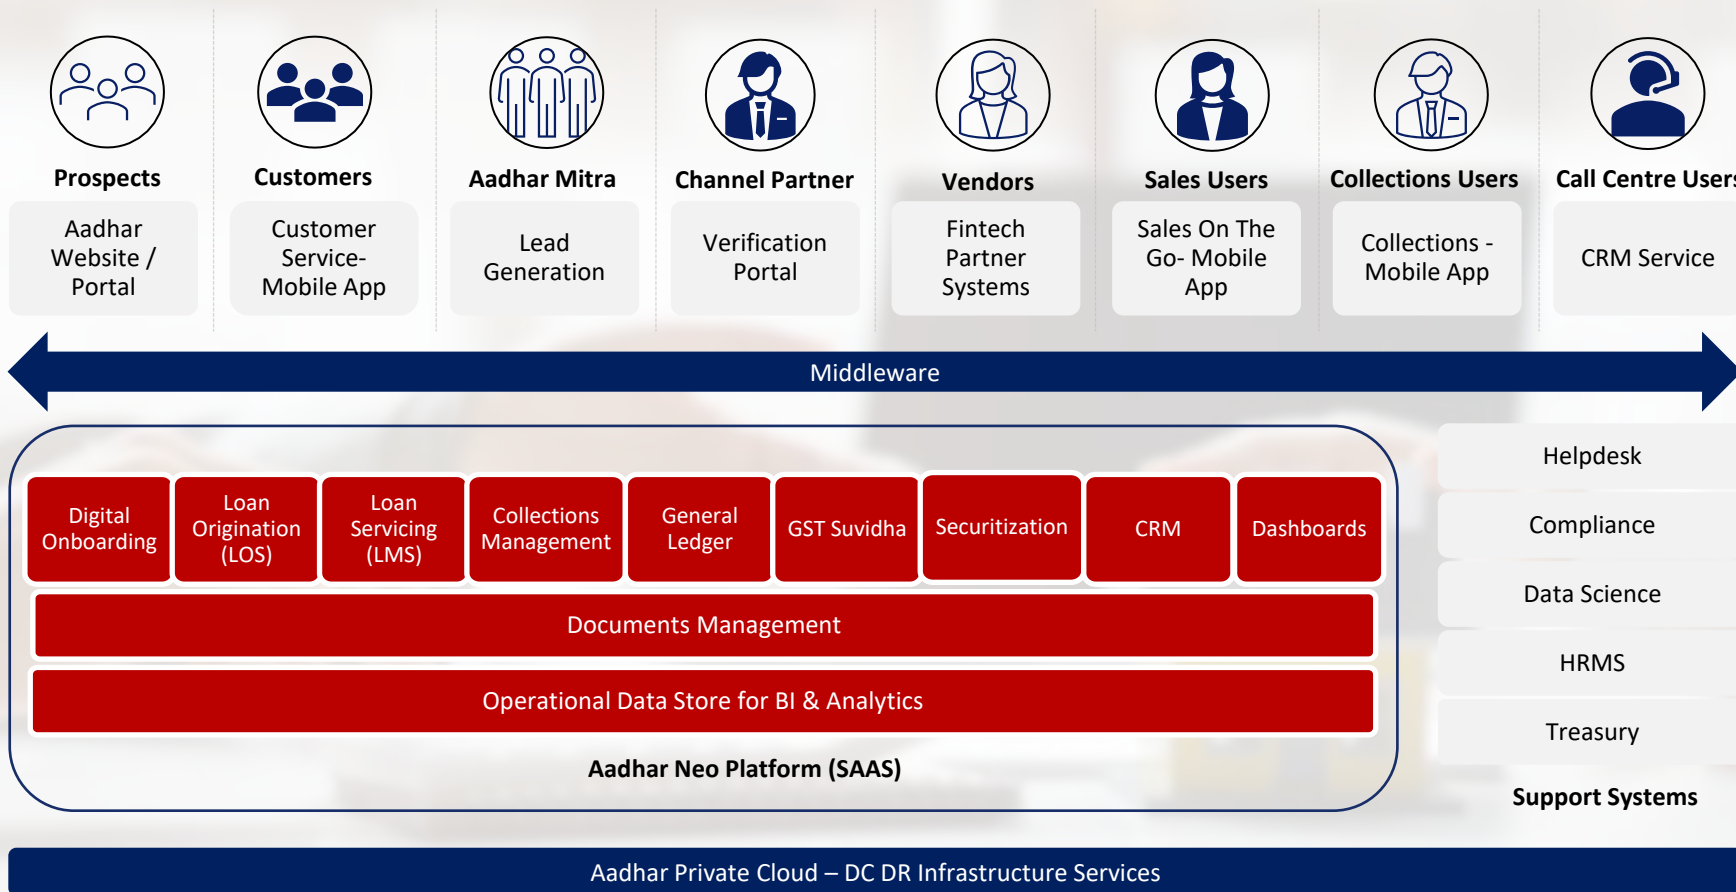 Prospects
Customers
Aadhar Mitra
Channel Partner
Vendors
Sales Users
Collections Users
Call Centre Users
Aadhar
Website /
Portal
Customer
Service-
Mobile App
Lead
Generation
Verification
Portal
Fintech
Partner
Systems
Sales On The
Go- Mobile
App
Collections -
Mobile App
CRM Service
Middleware
Digital
Onboarding
Loan
Origination
(LOS)
Loan
Servicing
(LMS)
Collections
Management
General
Ledger
GST Suvidha
Securitization
CRM
Dashboards
Documents Management
Operational Data Store for BI & Analytics
Aadhar Neo Platform (SAAS)
Helpdesk
Compliance
Data Science
HRMS
Treasury
Support Systems
Aadhar Private Cloud – DC DR Infrastructure Services